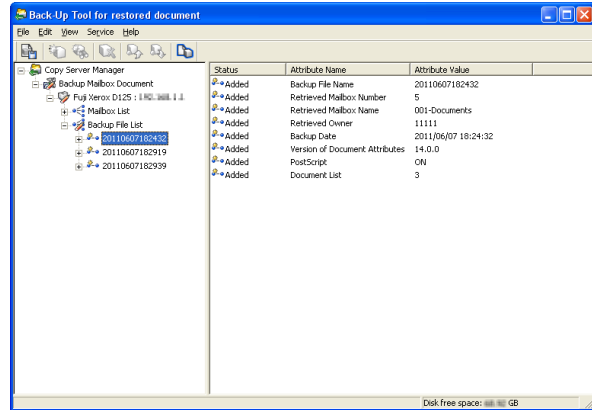 Back-Up Tool for restored document
File Edit View Service Help
Copy Server Manager
Backup Mailbox Document
Fuji Xerox D125 :
Mailbox List
Backup File List
20110607182432
20110607182919
20110607182939
Status Attribute Name Attribute Value
Added Backup File Name 20110607182432
Added Retrieved Mailbox Number 5
Added Retrieved Mailbox Name 001-Documents
Added Retrieved Owner 11111
Added Backup Date 2011/06/07 18:24:32
Added Version of Document Attributes 14.0.0
Added PostScript ON
Added Document List 3
Disk free space: GB